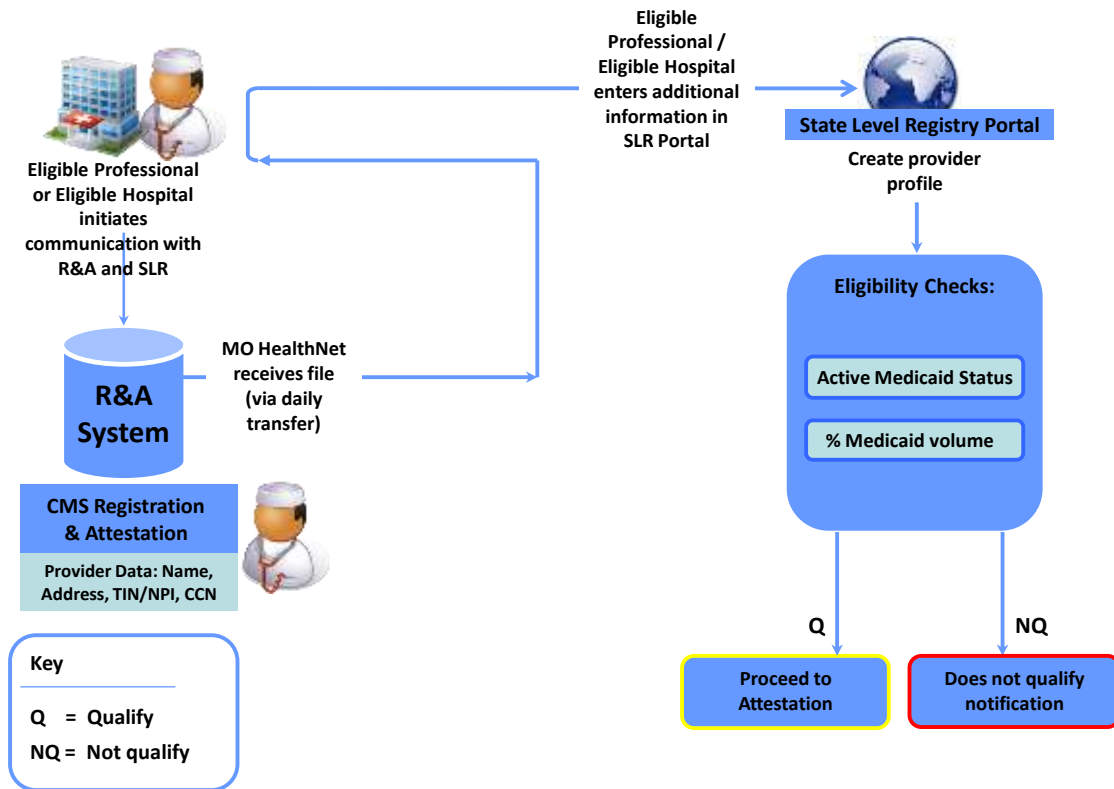 Eligible Professional
or Eligible Hospital
initiates
communication with
R&A and SLR
R&A
System
CMS Registration
& Attestation
Provider Data: Name,
Address, TIN/NPI, CCN
MO HealthNet
receives file
(via daily
transfer)
Eligible
Professional /
Eligible Hospital
enters additional
information in
SLR Portal
State Level Registry Portal
Create provider
profile
Eligibility Checks:
Active Medicaid Status
% Medicaid volume
Q
NQ
Proceed to
Attestation
Does not qualify
notification
Key
Q = Qualify
NQ = Not qualify